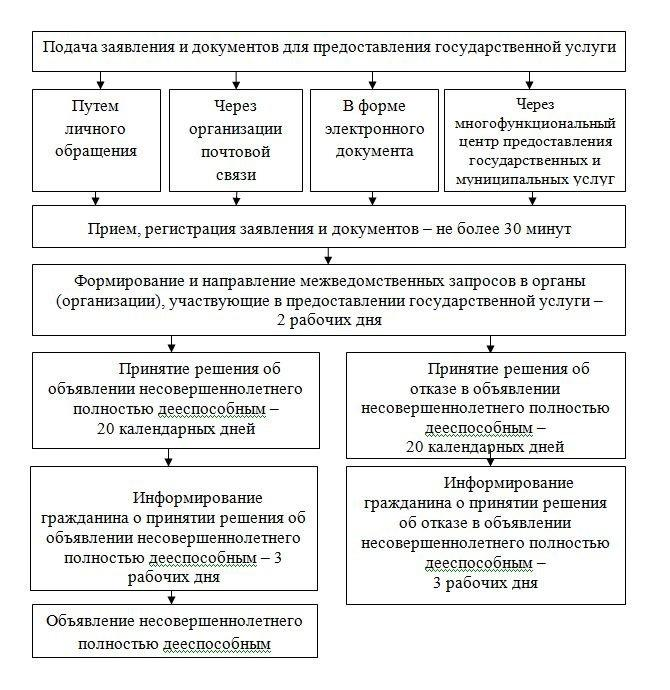 Подача заявления и документов для предоставления государственной услуги
Путем
личного
обращения
Через
организации
почтовой
связи
В форме
электронного
документа
Через
многофункциональный
центр предоставления
государственных и
муниципальных услуг
Прием, регистрация заявления и документов – не более 30 минут
Формирование и направление межведомственных запросов в органы
(организации), участвующие в предоставлении государственной услуги –
2 рабочих дня
Принятие решения об
объявлении несовершеннолетнего
полностью дееспособным –
20 календарных дней
Принятие решения об
отказе в объявлении
несовершеннолетнего полностью
дееспособным –
20 календарных дней
Информирование
гражданина о принятии решения об
объявлении несовершеннолетнего
полностью дееспособным – 3
рабочих дня
Информирование
гражданина о принятии решения
об отказе в объявлении
несовершеннолетнего полностью
дееспособным –
3 рабочих дня
Объявление несовершеннолетнего
полностью дееспособным